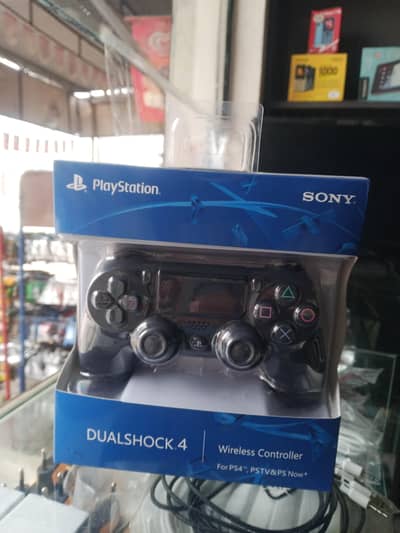 PlayStation
SONY
DUALSHOCK 4
Wireless Controller
For PS4™, PSTV&PS Now*
1000